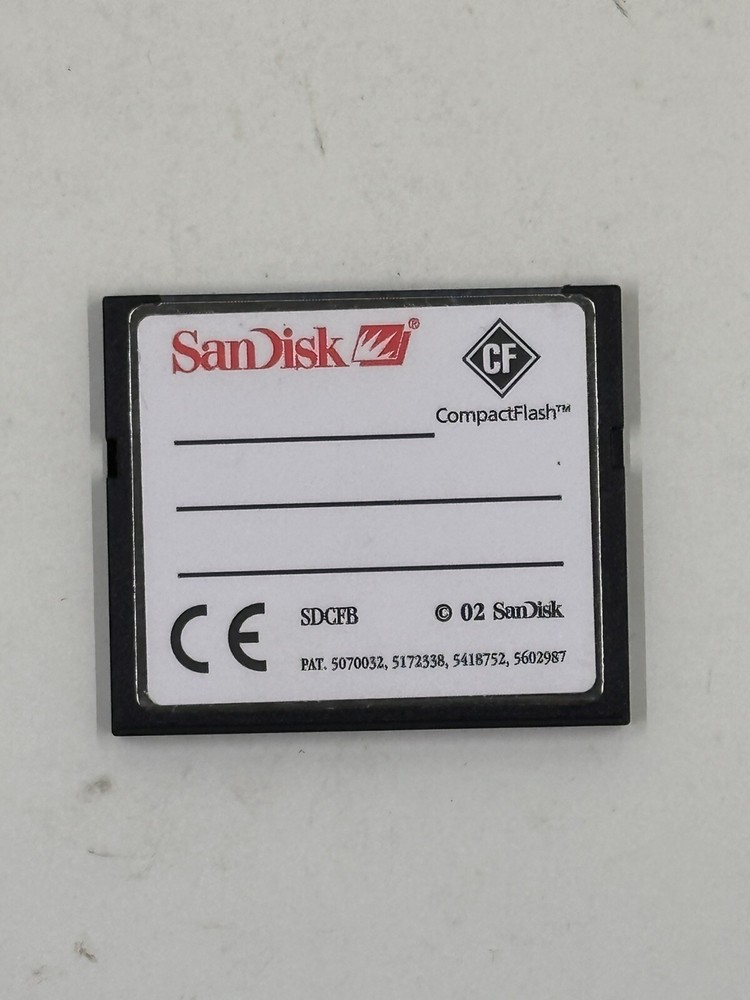 SanDisk ®
CF
CompactFlash™
CE SDCFB © 02 SanDisk
PAT. 5070032, 5172338, 5418752, 5602987